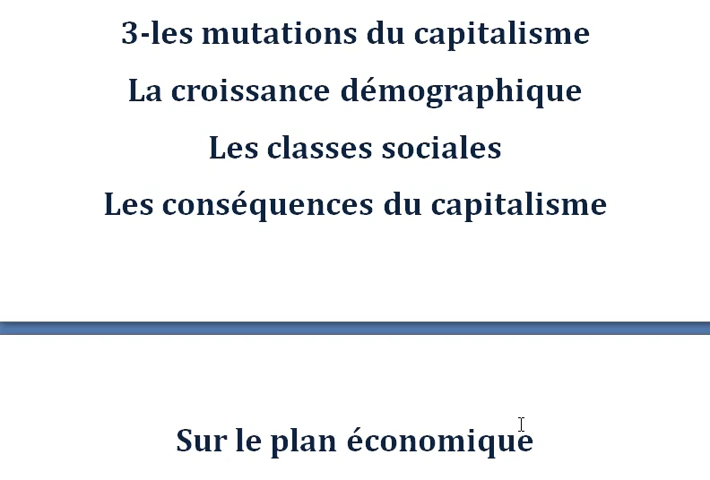 3-les mutations du capitalisme
La croissance démographique
Les classes sociales
Les conséquences du capitalisme
Sur le plan économique